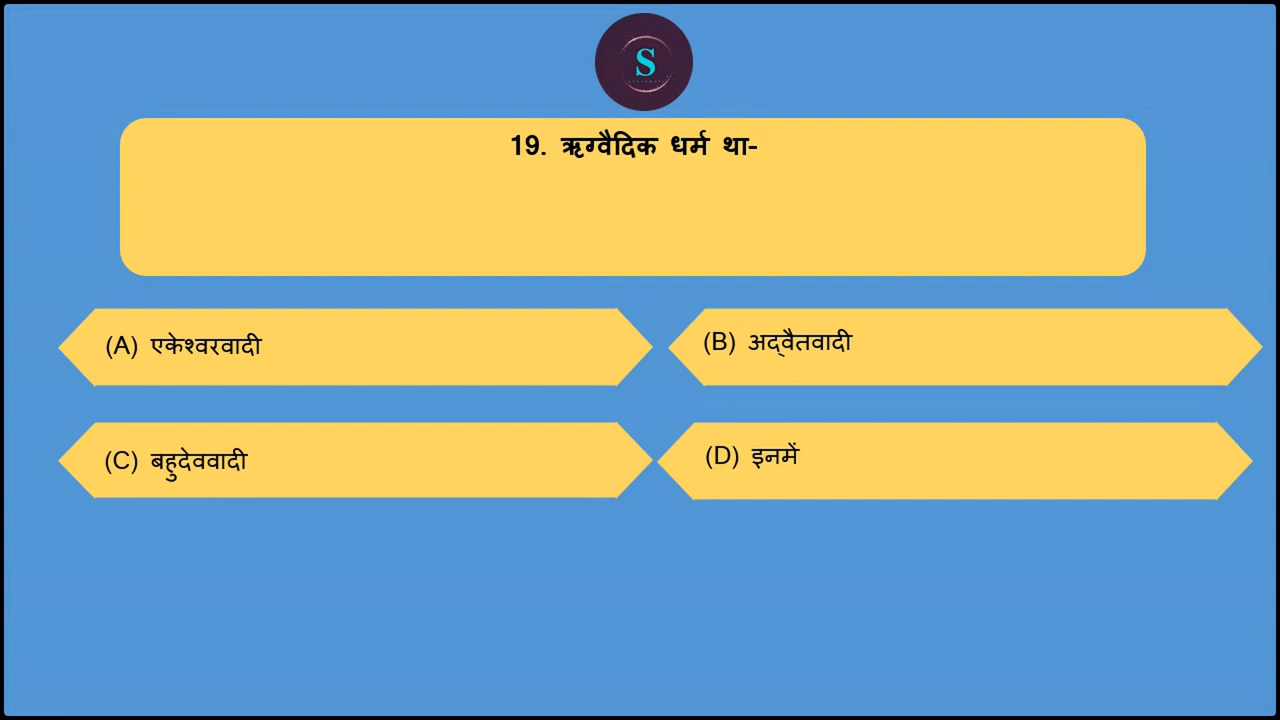 S
19. ऋग्वैदिक धर्म था-
(A) एकेश्वरवादी
(B) अद्वैतवादी
(C) बहुदेववादी
(D) इनमें